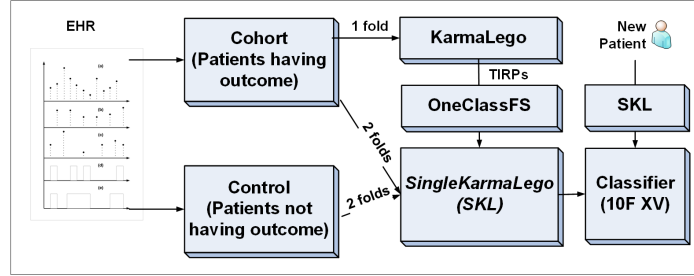 EHR
(a)
(b)
(c)
(d)
(e)
Cohort
(Patients having
outcome)
1 fold
KarmaLego
TIRPs
OneClassFS
2 folds
Control
(Patients not
having outcome)
2 folds
SingleKarmaLego
(SKL)
New
Patient
SKL
Classifier
(10F XV)